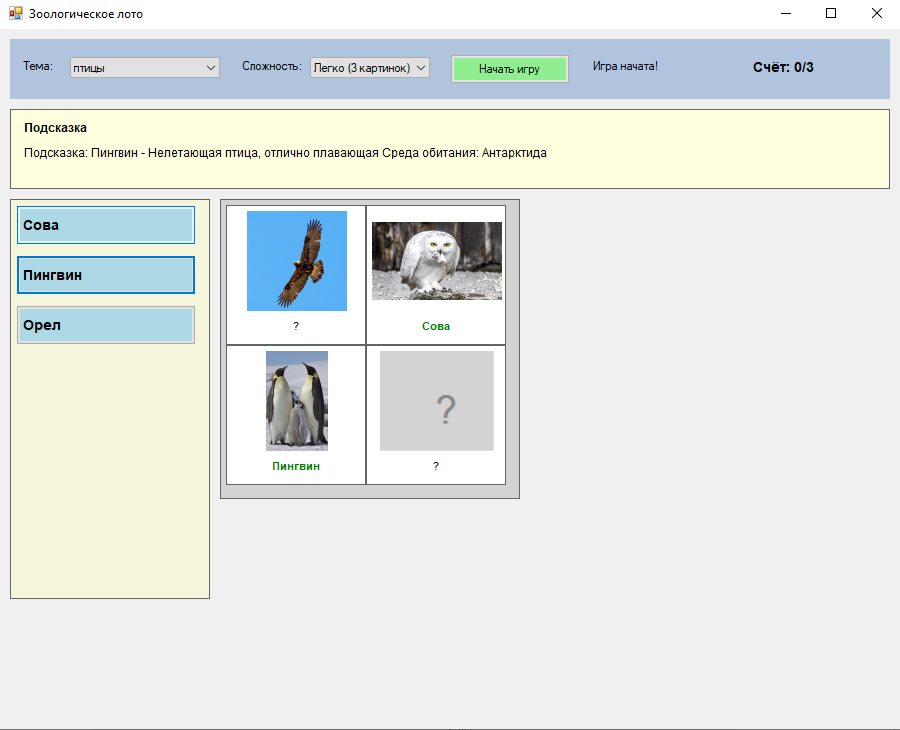 Зоологическое лото
Тема: птицы Сложность: Легко (3 картинок) Начать игру Игра начата! Счёт: 0/3
Подсказка
Подсказка: Пингвин - Нелетающая птица, отлично плавающая Среда обитания: Антарктида
Сова
Пингвин
Орел
? Сова
?
Пингвин ?